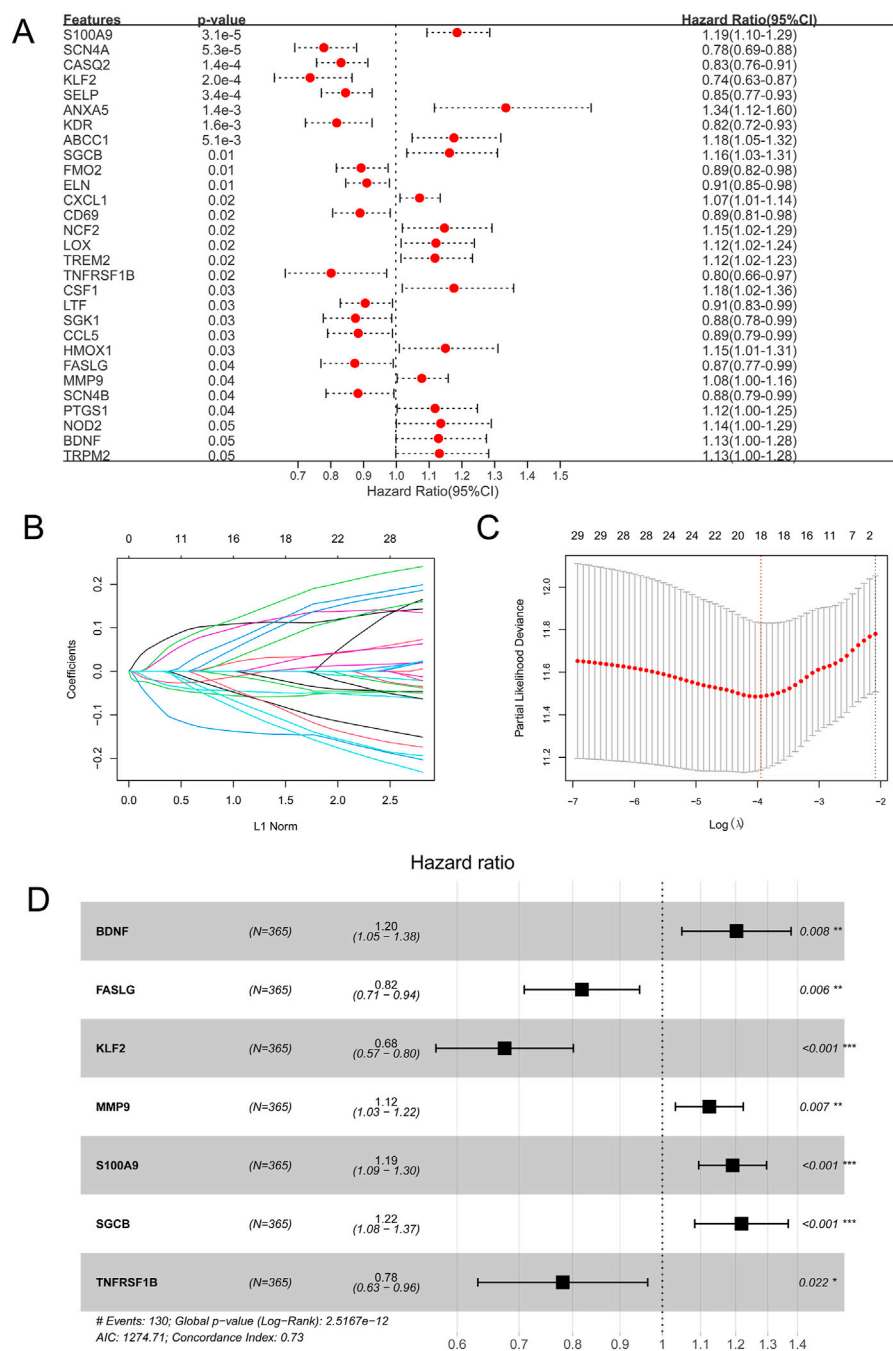 A
Features p-value Hazard Ratio(95%CI)
S100A9 3.1e-5 1.19(1.10-1.29)
SCN4A 5.3e-5 0.78(0.69-0.88)
CASQ2 1.4e-4 0.83(0.76-0.91)
KLF2 2.0e-4 0.74(0.63-0.87)
SELP 3.4e-4 0.85(0.77-0.93)
ANXA5 1.4e-3 1.34(1.12-1.60)
KDR 1.6e-3 0.82(0.72-0.93)
ABCC1 5.1e-3 1.18(1.05-1.32)
SGCB 0.01 1.16(1.03-1.31)
FMO2 0.01 0.89(0.82-0.98)
ELN 0.01 0.91(0.85-0.98)
CXCL1 0.02 1.07(1.01-1.14)
CD69 0.02 0.89(0.81-0.98)
NCF2 0.02 1.15(1.02-1.29)
LOX 0.02 1.12(1.02-1.24)
TREM2 0.02 1.12(1.02-1.23)
TNFRSF1B 0.02 0.80(0.66-0.97)
CSF1 0.03 1.18(1.02-1.36)
LTF 0.03 0.91(0.83-0.99)
SGK1 0.03 0.88(0.78-0.99)
CCL5 0.03 0.89(0.79-0.99)
HMOX1 0.03 1.15(1.01-1.31)
FASLG 0.04 0.87(0.77-0.99)
MMP9 0.04 1.08(1.00-1.16)
SCN4B 0.04 0.88(0.79-0.99)
PTGS1 0.04 1.12(1.00-1.25)
NOD2 0.05 1.14(1.00-1.29)
BDNF 0.05 1.13(1.00-1.28)
TRPM2 0.05 1.13(1.00-1.28)
0.7 0.8 0.9 1.0 1.1 1.2 1.3 1.4 1.5
Hazard Ratio(95%CI)
B
0 11 16 18 22 28
Coefficients
0.2
0.1
0.0
−0.1
−0.2
0.0 0.5 1.0 1.5 2.0 2.5
L1 Norm
C
29 29 28 28 24 24 22 20 18 18 16 11 7 2
Partial Likelihood Deviance
12.0
11.8
11.6
11.4
11.2
−7 −6 −5 −4 −3 −2
Log(λ)
D
Hazard ratio
BDNF (N=365) 1.20 (1.05 − 1.38) 0.008 **
FASLG (N=365) 0.82 (0.71 − 0.94) 0.006 **
KLF2 (N=365) 0.68 (0.57 − 0.80) <0.001 ***
MMP9 (N=365) 1.12 (1.03 − 1.22) 0.007 **
S100A9 (N=365) 1.19 (1.09 − 1.30) <0.001 ***
SGCB (N=365) 1.22 (1.08 − 1.37) <0.001 ***
TNFRSF1B (N=365) 0.78 (0.63 − 0.96) 0.022 *
# Events: 130; Global p−value (Log−Rank): 2.5167e−12
AIC: 1274.71; Concordance Index: 0.73
0.6 0.7 0.8 0.9 1 1.1 1.2 1.3 1.4